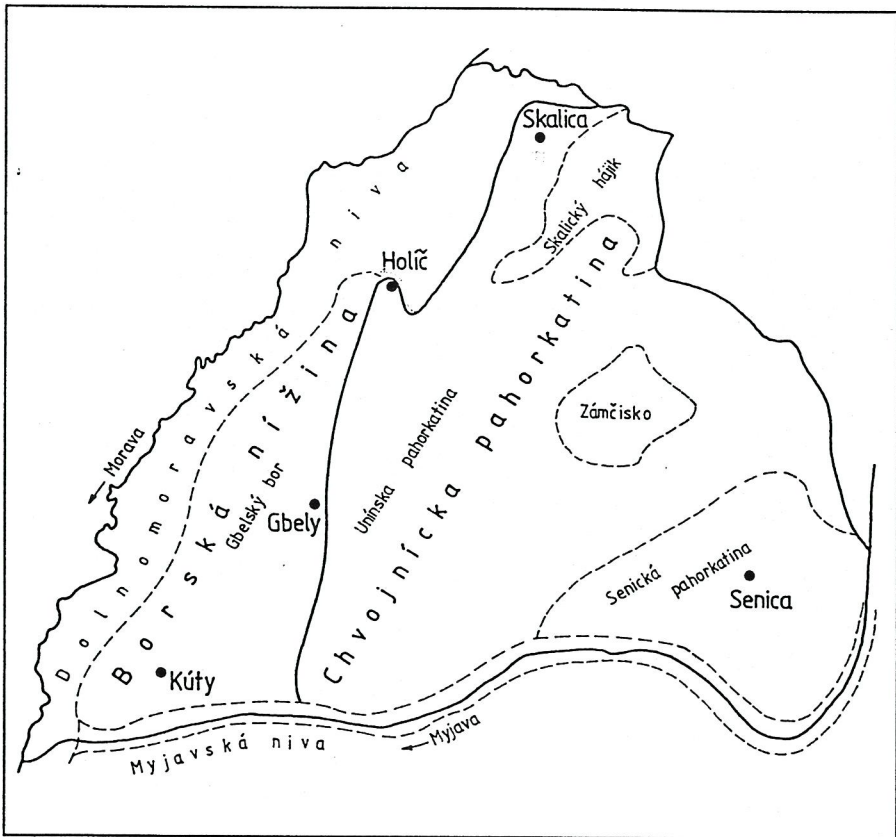 Skalica
Skalický hájik
Holíč
Dolnomoravská niva
Morava
Borská nížina
Gbelský bor
Gbely
Unínska pahorkatina
Chvojnícka pahorkatina
Zámčisko
Senická
pahorkatina
Senica
Kúty
Myjavská niva
Myjava